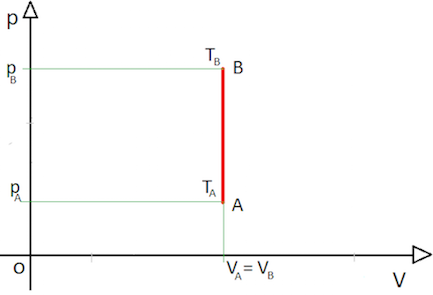 p
T_B B
p_B
p_A T_A A
O V_A = V_B
V